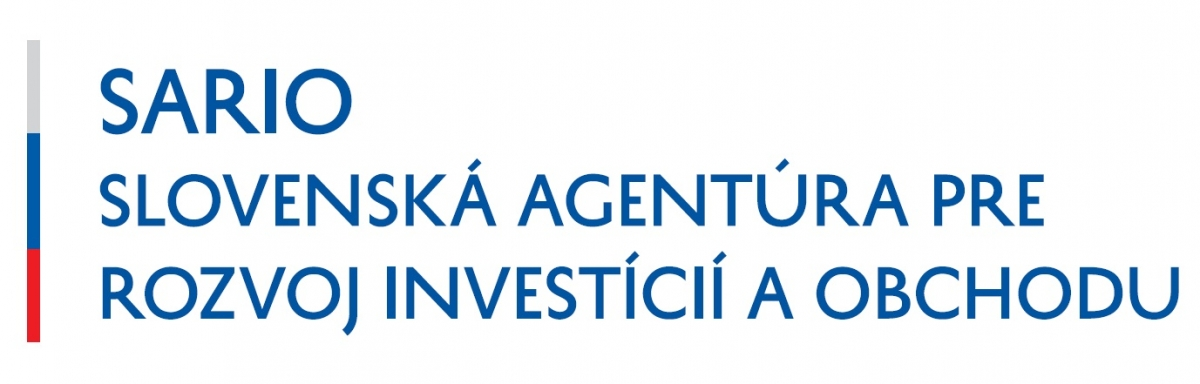 SARIO
SLOVENSKÁ AGENTÚRA PRE
ROZVOJ INVESTÍCIÍ A OBCHODU